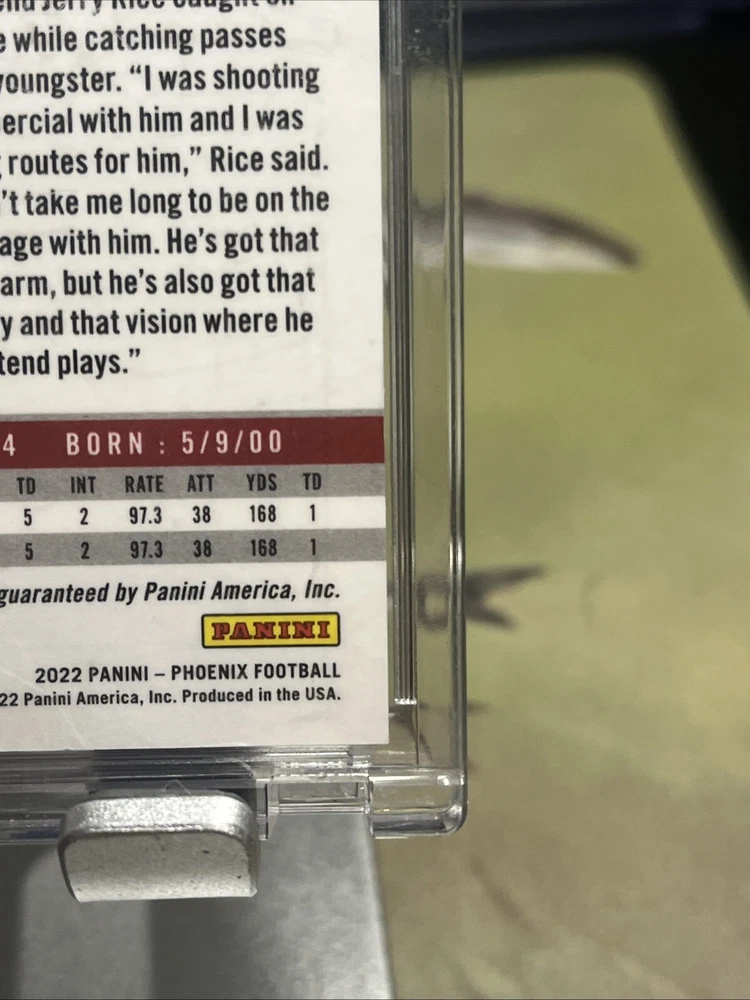 Jerry Rice caught on
while catching passes
youngster. “I was shooting
ercial with him and I was
routes for him,” Rice said.
’t take me long to be on the
age with him. He’s got that
arm, but he’s also got that
y and that vision where he
tend plays.”
4 BORN : 5/9/00
TD INT RATE ATT YDS TD
5 2 97.3 38 168 1
5 2 97.3 38 168 1
guaranteed by Panini America, Inc.
PANINI
2022 PANINI – PHOENIX FOOTBALL
22 Panini America, Inc. Produced in the USA.